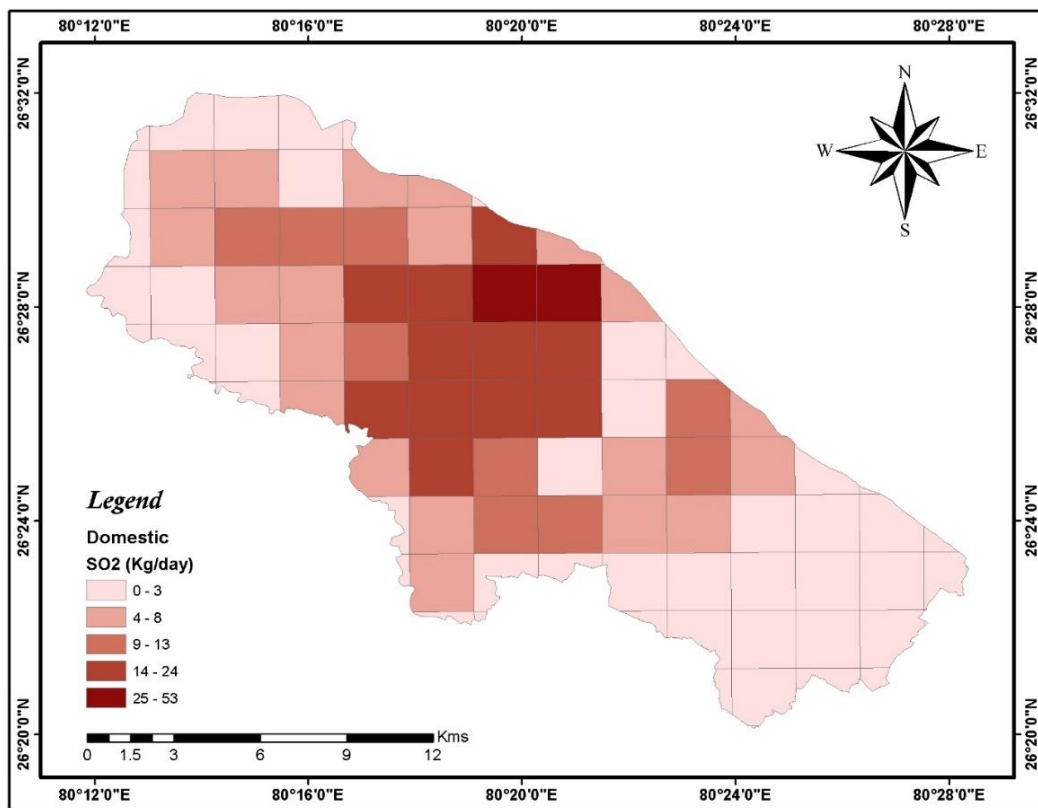 80°12'0"E 80°16'0"E 80°20'0"E 80°24'0"E 80°28'0"E
26°32'0"N 26°32'0"N
N
W E
S
26°28'0"N 26°28'0"N
26°24'0"N 26°24'0"N
Legend
Domestic
SO2 (Kg/day)
0 - 3
4 - 8
9 - 13
14 - 24
25 - 53
Kms
0 1.5 3 6 9 12
26°20'0"N 26°20'0"N
80°12'0"E 80°16'0"E 80°20'0"E 80°24'0"E 80°28'0"E